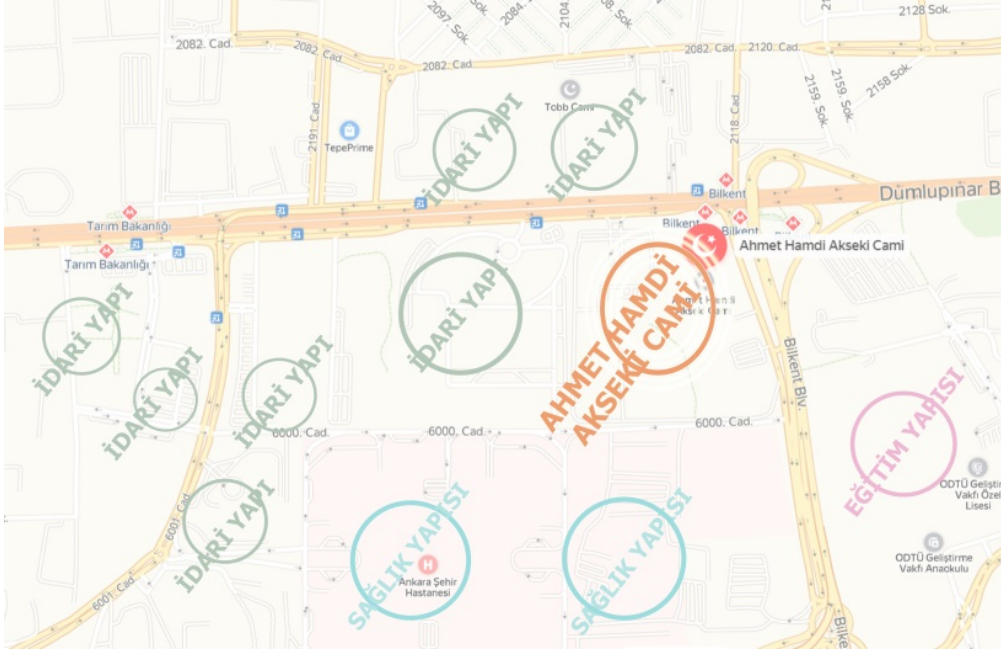 2097. Sok.
2084.
2104.
2128 Sok.
2082. Cad.
2082. Cad.
2082. Cad.
2082. Cad.
2120. Cad.
2159. Sok.
2159. Sok.
2158 Sok.
2191. Cad.
2118. Cad.
Tobb Cami
TepePrime
İDARİ YAPI
İDARİ YAPI
Dumlupınar B
Bilkent
Bilkent
Bilkent
Tarım Bakanlığı
Tarım Bakanlığı
Ahmet Hamdi Akseki Cami
AHMET HAMDİ
AKSEKİ CAMİ
İDARİ YAPI
İDARİ YAPI
İDARİ YAPI
İDARİ YAPI
İDARİ YAPI
Bilkent Blv.
6000. Cad.
6000. Cad.
6000. Cad.
EĞİTİM YAPISI
ODTÜ Geliştir
Vakfı Özel
Lisesi
6001. Cad
6001. Cad
SAĞLIK YAPISI
SAĞLIK YAPISI
H
Ankara Şehir
Hastanesi
ODTÜ Geliştirme
Vakfı Anaokulu
Bilke